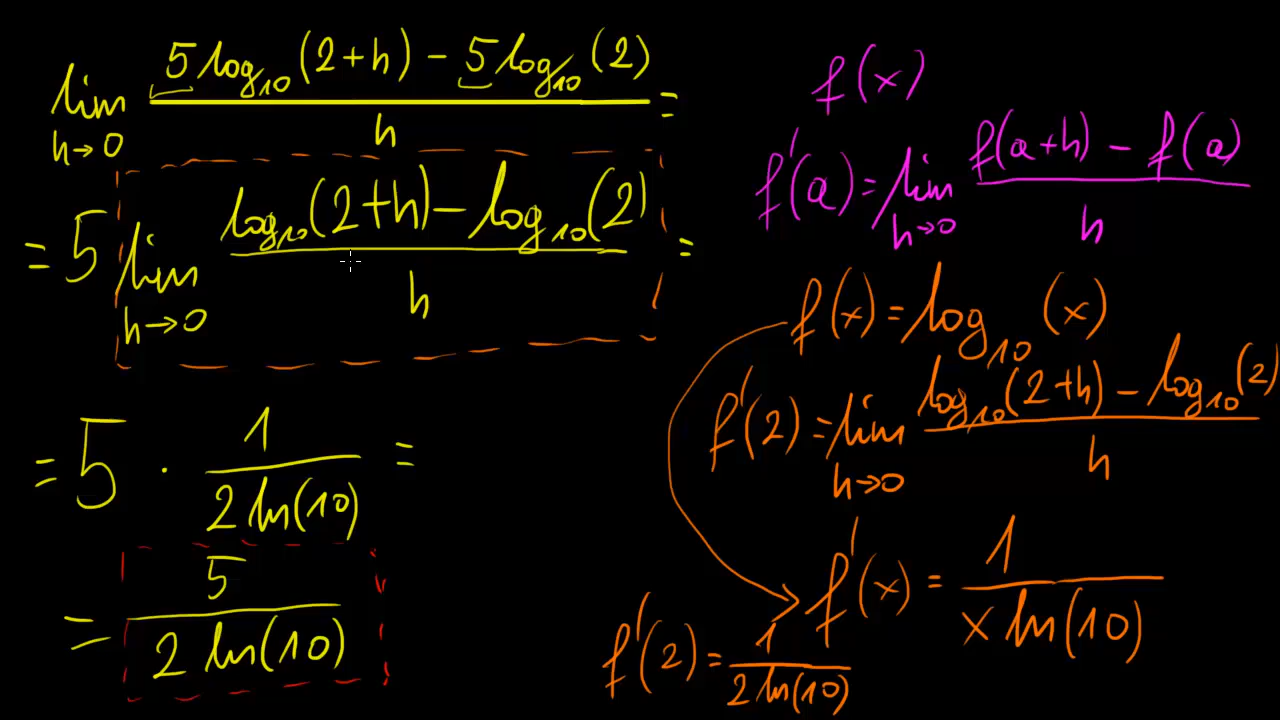 lim h→0 5 log₁₀(2+h) − 5 log₁₀(2) / h =
= 5 lim h→0 log₁₀(2+h) − log₁₀(2) / h =
= 5 · 1 / 2 ln(10) =
= 5 / 2 ln(10)
f(x)
f'(a) = lim h→0 f(a+h) − f(a) / h
f(x) = log₁₀ (x)
f'(2) = lim h→0 log₁₀(2+h) − log₁₀(2) / h
f'(x) = 1 / x ln(10)
f'(2) = 1 / 2 ln(10)